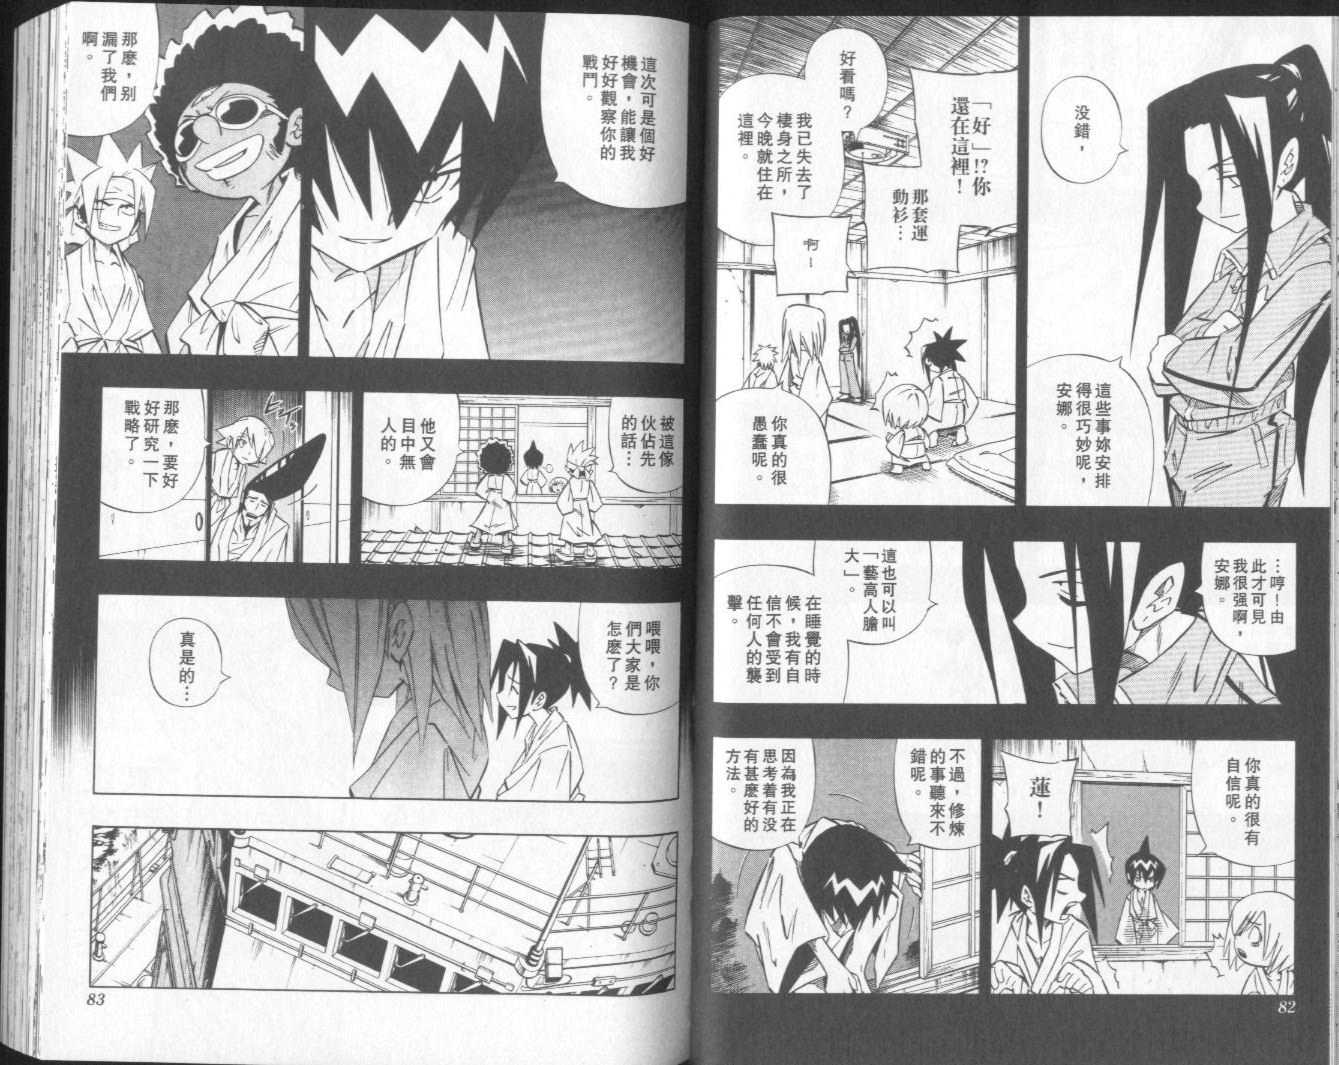 没錯，
這些事妳安排
得很巧妙呢，
安娜。
「好」!?你
還在這裡！
那套運
動衫…
好看嗎？
我已失去了
棲身之所，
今晚就住在
這裡。
啊—
你真的很
愚蠢呢。
…哼！由
此才可見
我很强啊，
安娜。
這也可以叫
「藝高人膽
大」。
在睡覺的時
候，我有自
信不會受到
任何人的襲
擊。
你真的很有
自信呢。
蓮！
不過，修煉
的事聽來不
錯呢。
因為我正在
思考着有没
有甚麽好的
方法。
82
這次可是個好
機會，能讓我
好好觀察你的
戰鬥。
那麽，别
漏了我們
啊。
被這傢
伙佔先
的話…
他又會
目中無
人的。
那麽，要好
好研究一下
戰略了。
喂喂，你
們大家是
怎麽了？
真是的…
83